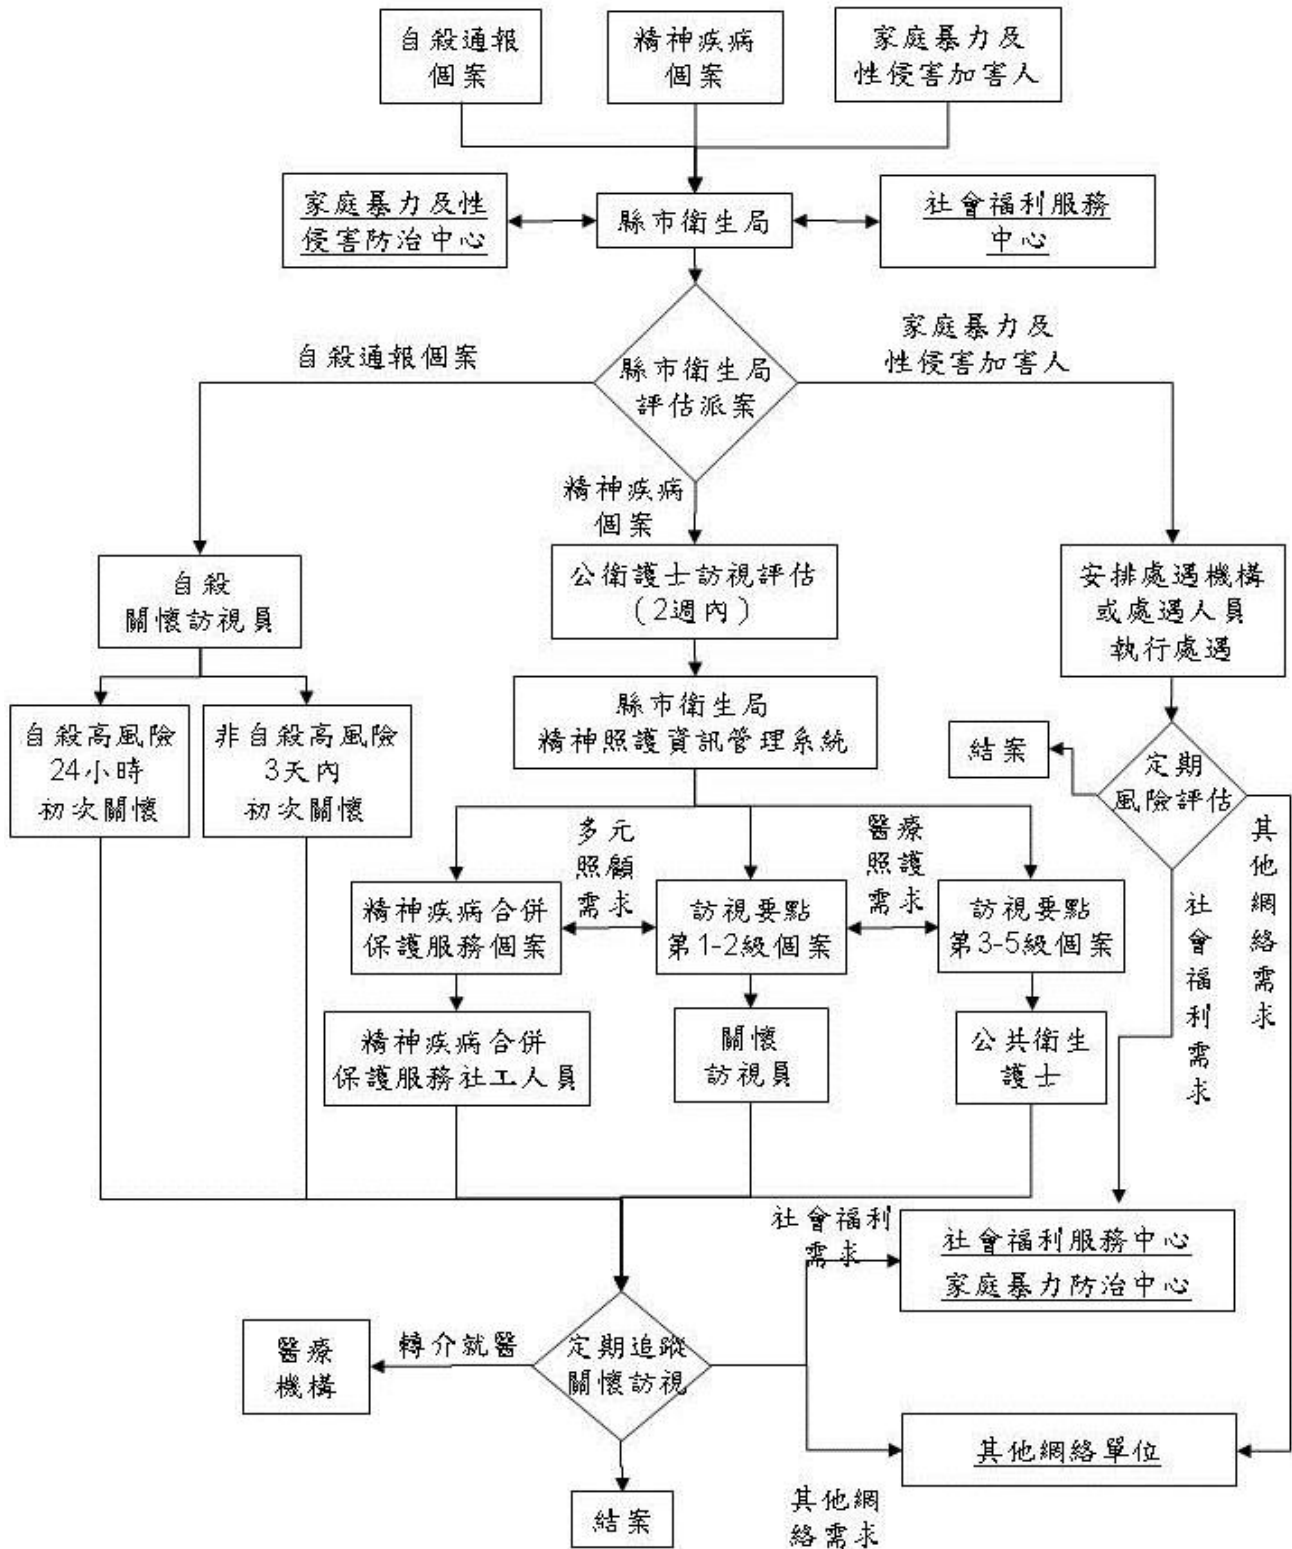 自殺通報
個案
精神疾病
個案
家庭暴力及
性侵害加害人
家庭暴力及性
侵害防治中心
縣市衛生局
社會福利服務
中心
自殺通報個案
縣市衛生局
評估派案
家庭暴力及
性侵害加害人
精神疾病
個案
自殺
關懷訪視員
公衛護士訪視評估
(2週內)
安排處遇機構
或處遇人員
執行處遇
自殺高風險
24小時
初次關懷
非自殺高風險
3天內
初次關懷
縣市衛生局
精神照護資訊管理系統
結案
定期
風險評估
多元
照顧
需求
醫療
照護
需求
其他網絡需求
社會福利需求
精神疾病合併
保護服務個案
訪視要點
第1-2級個案
訪視要點
第3-5級個案
精神疾病合併
保護服務社工人員
關懷
訪視員
公共衛生
護士
社會福利
需求
社會福利服務中心
家庭暴力防治中心
醫療
機構
轉介就醫
定期追蹤
關懷訪視
其他網絡單位
其他網
絡需求
結案